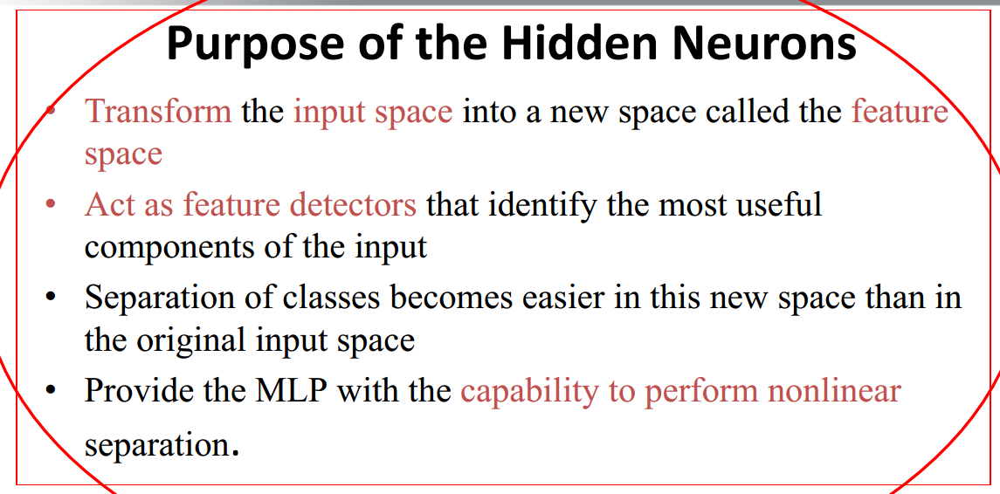 Purpose of the Hidden Neurons
• Transform the input space into a new space called the feature
space
• Act as feature detectors that identify the most useful
components of the input
• Separation of classes becomes easier in this new space than in
the original input space
• Provide the MLP with the capability to perform nonlinear
separation.